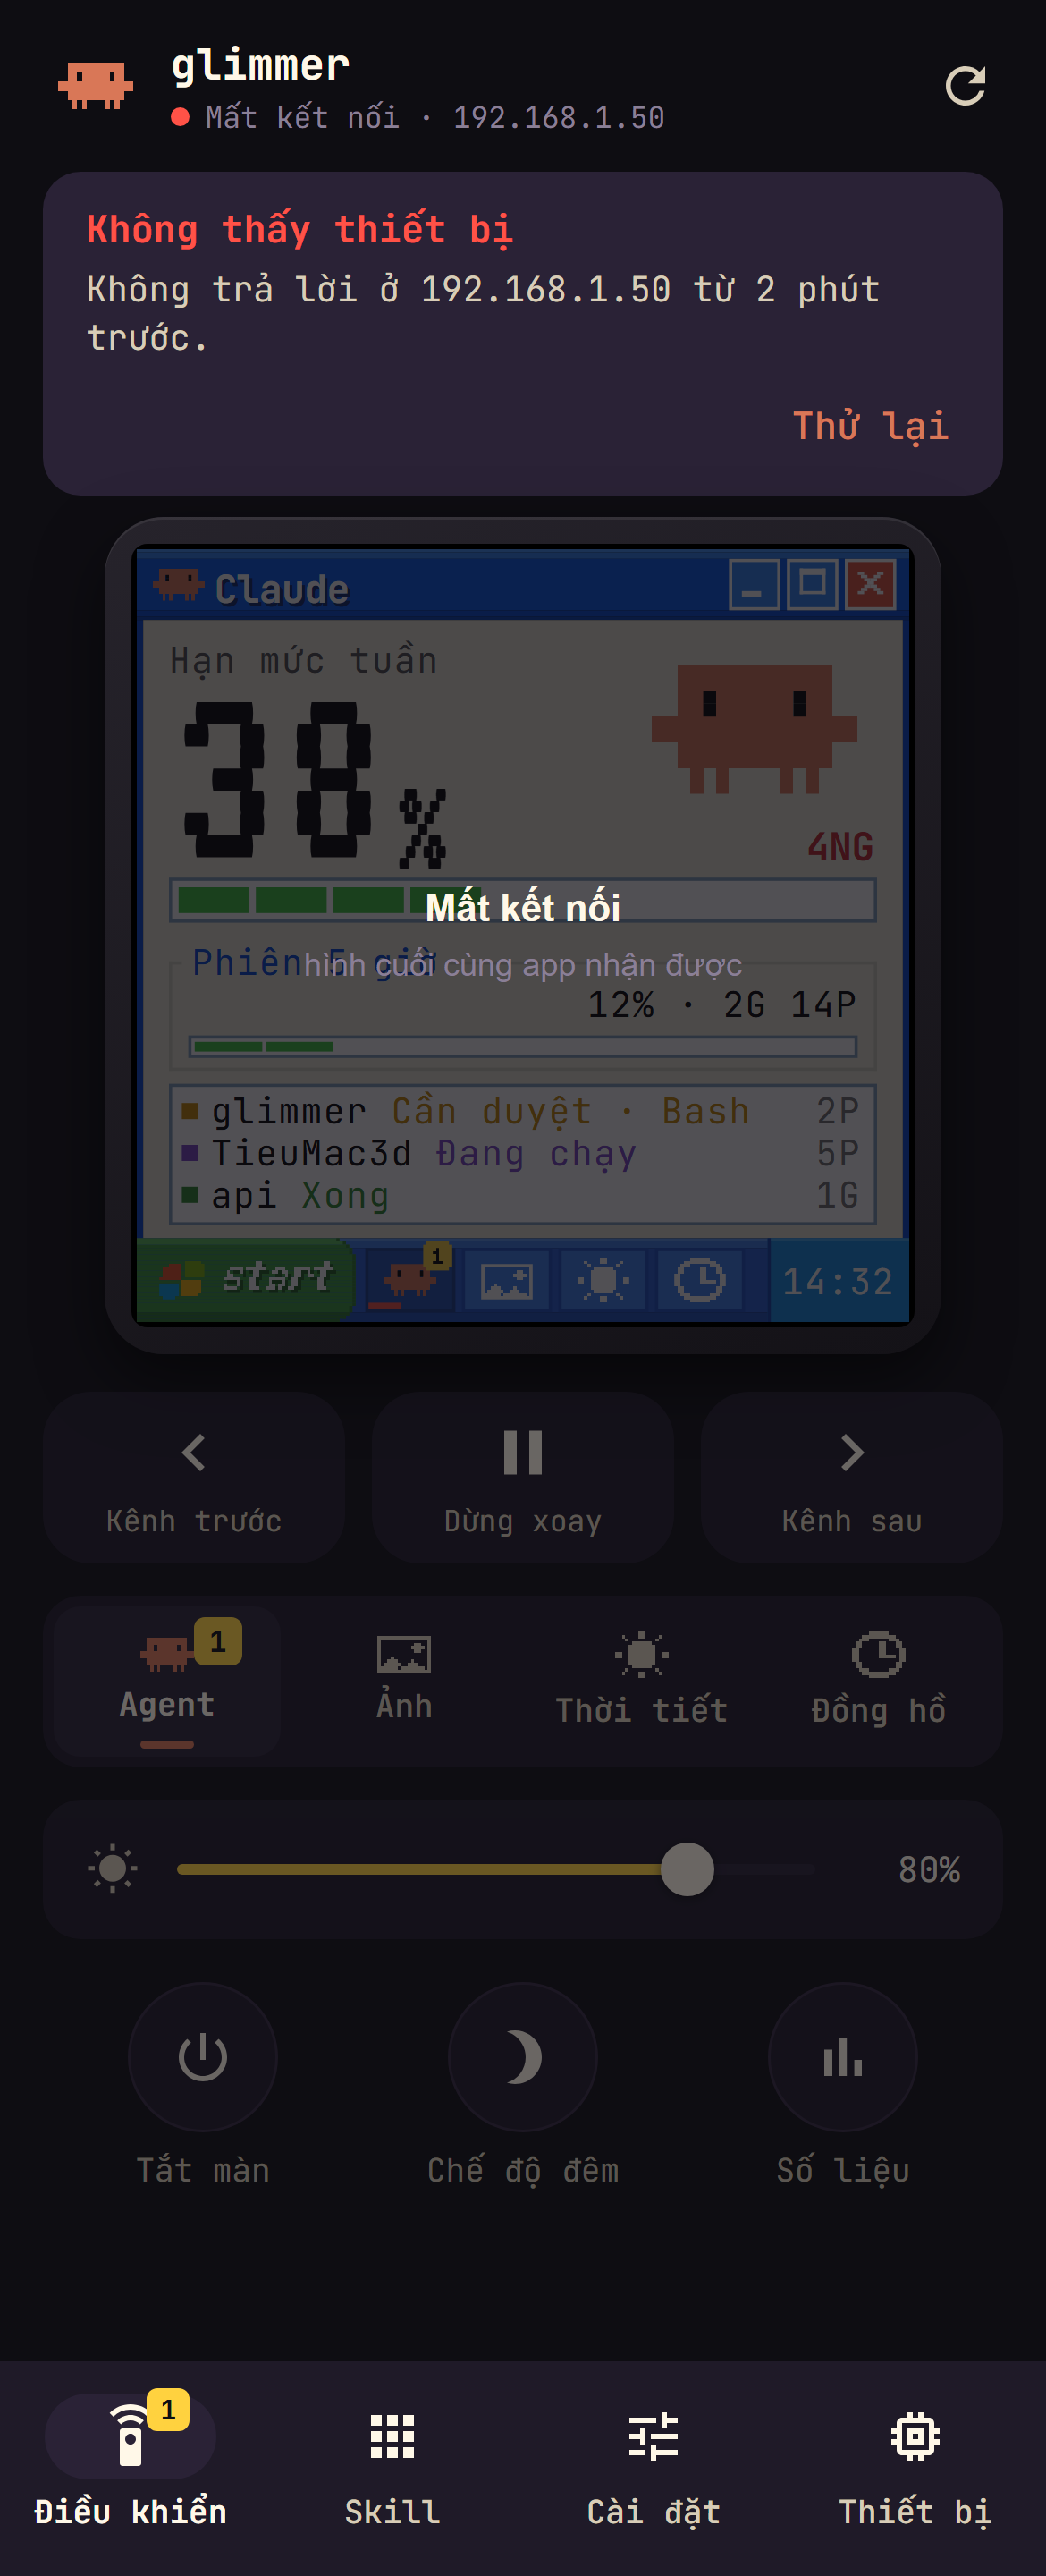 glimmer
Mất kết nối · 192.168.1.50
Không thấy thiết bị
Không trả lời ở 192.168.1.50 từ 2 phút
trước.
Thử lại
Claude
Hạn mức tuần
38%
4NG
Mất kết nối
Phiên 5 giờ
hình cuối cùng app nhận được
12% · 2G 14P
glimmer Cần duyệt · Bash 2P
TieuMac3d Đang chạy 5P
api Xong 1G
start 1 14:32
Kênh trước Dừng xoay Kênh sau
1
Agent Ảnh Thời tiết Đồng hồ
80%
Tắt màn Chế độ đêm Số liệu
1
Điều khiển Skill Cài đặt Thiết bị